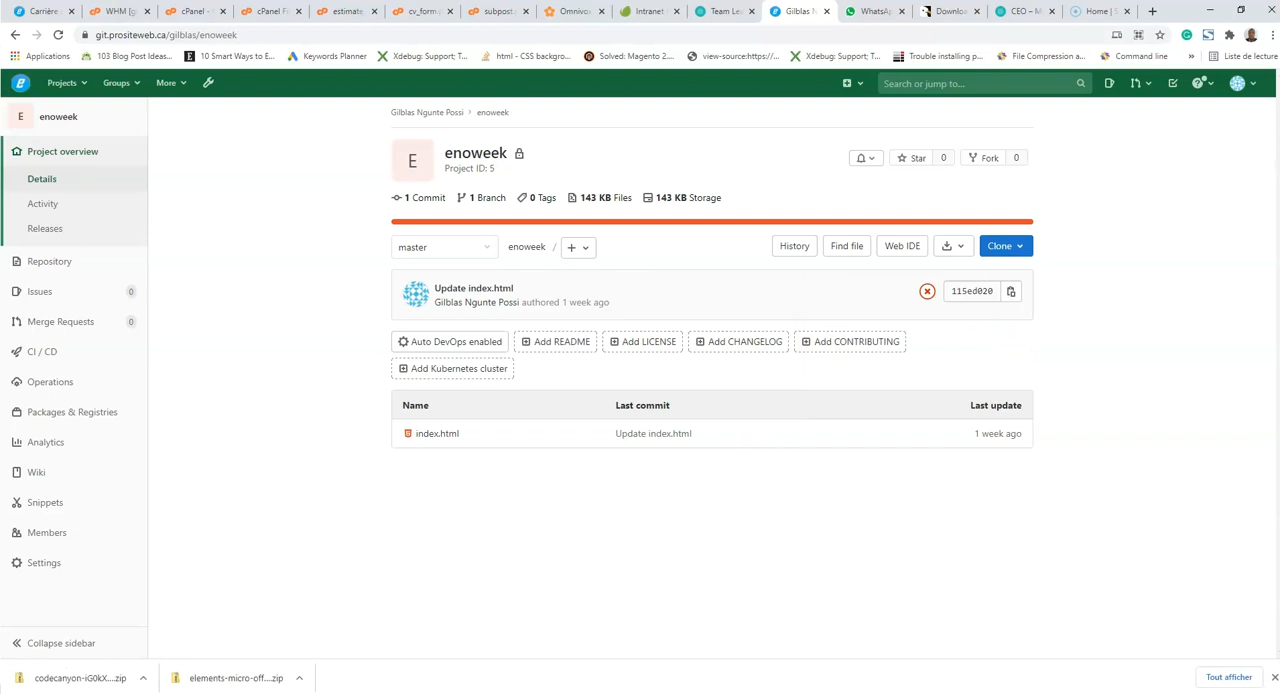 Carrière - WHM [g cPanel - cPanel Fi estimate cv_form. subpost. Omnivox Intranet Team Lea Gilblas N WhatsAp Downloa CEO – M Home | S
git.prositeweb.ca/gilblas/enoweek
Applications 103 Blog Post Ideas... 10 Smart Ways to E... Keywords Planner Xdebug: Support; T... html - CSS backgro... Solved: Magento 2.... view-source:https://... Xdebug: Support; T... Trouble installing p... File Compression a... Command line » Liste de lecture
Projects Groups More Search or jump to...
E enoweek
Gilblas Ngunte Possi > enoweek
Project overview
Details
Activity
Releases
Repository
Issues 0
Merge Requests 0
CI / CD
Operations
Packages & Registries
Analytics
Wiki
Snippets
Members
Settings
Collapse sidebar
E enoweek
Project ID: 5
Star 0 Fork 0
1 Commit 1 Branch 0 Tags 143 KB Files 143 KB Storage
master enoweek / + History Find file Web IDE Clone
Update index.html
Gilblas Ngunte Possi authored 1 week ago
115ed020
Auto DevOps enabled Add README Add LICENSE Add CHANGELOG Add CONTRIBUTING
Add Kubernetes cluster
Name Last commit Last update
index.html Update index.html 1 week ago
codecanyon-iG0kX....zip elements-micro-off....zip Tout afficher